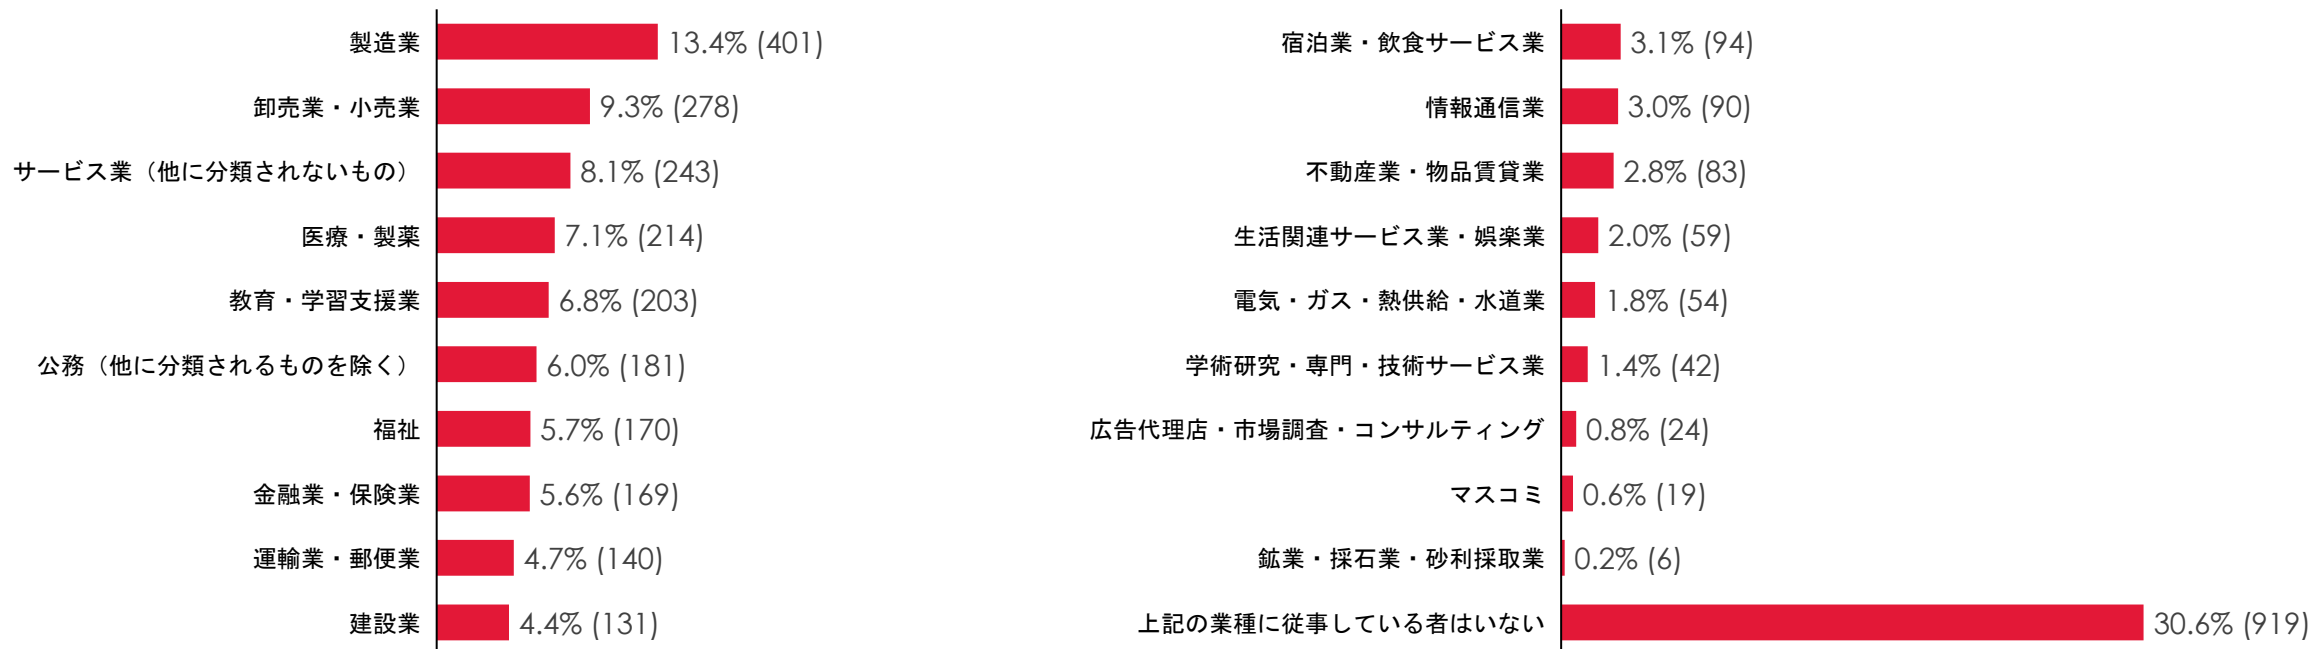 製造業 13.4% (401)
卸売業・小売業 9.3% (278)
サービス業（他に分類されないもの） 8.1% (243)
医療・製薬 7.1% (214)
教育・学習支援業 6.8% (203)
公務（他に分類されるものを除く） 6.0% (181)
福祉 5.7% (170)
金融業・保険業 5.6% (169)
運輸業・郵便業 4.7% (140)
建設業 4.4% (131)
宿泊業・飲食サービス業 3.1% (94)
情報通信業 3.0% (90)
不動産業・物品賃貸業 2.8% (83)
生活関連サービス業・娯楽業 2.0% (59)
電気・ガス・熱供給・水道業 1.8% (54)
学術研究・専門・技術サービス業 1.4% (42)
広告代理店・市場調査・コンサルティング 0.8% (24)
マスコミ 0.6% (19)
鉱業・採石業・砂利採取業 0.2% (6)
上記の業種に従事している者はいない 30.6% (919)